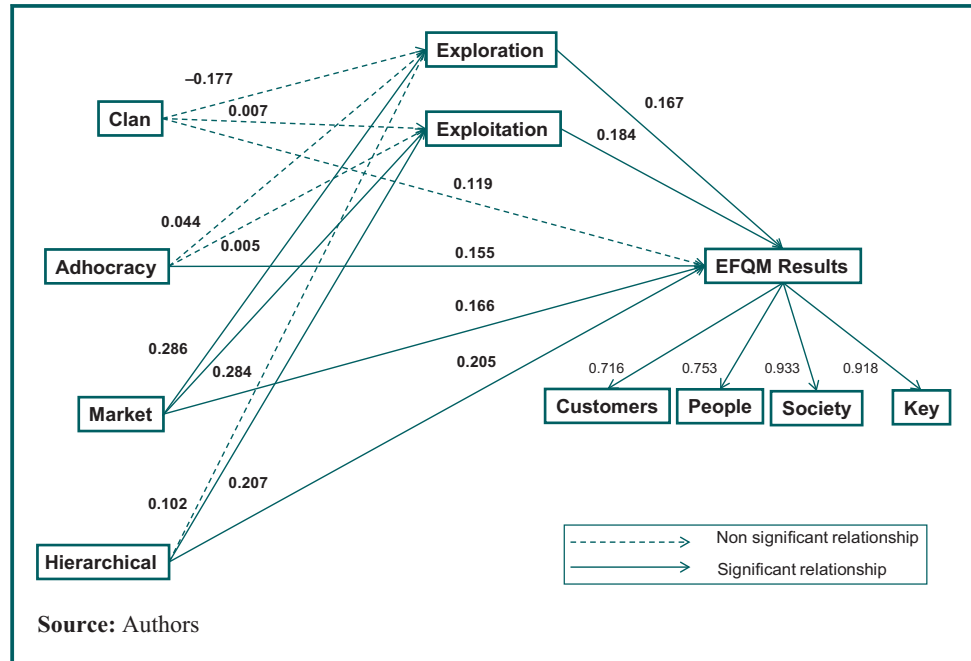 Exploration
–0.177
0.167
Clan
0.007
Exploitation
0.184
0.119
0.044
0.005
Adhocracy
0.155
EFQM Results
0.166
0.286
0.284
0.205
0.716
0.753
0.933
0.918
Market
Customers
People
Society
Key
0.102
0.207
Hierarchical
Non significant relationship
Significant relationship
Source: Authors